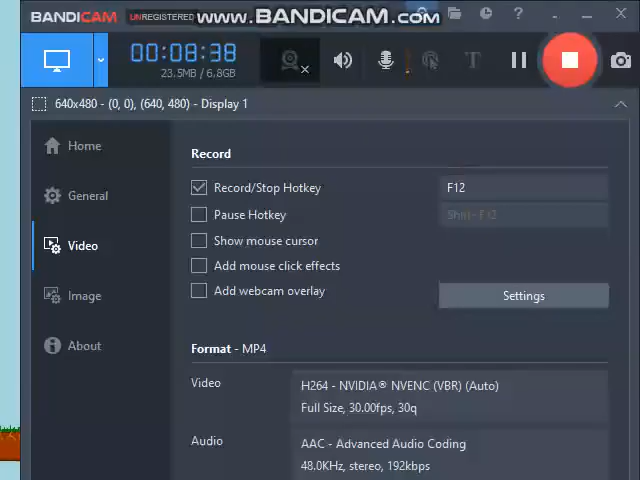 BANDICAM UNREGISTERED www.BANDICAM.com
00:08:38
23.5MB / 6.8GB
640x480 - (0, 0), (640, 480) - Display 1
Home
General
Video
Image
About
Record
Record/Stop Hotkey F12
Pause Hotkey Shift+F12
Show mouse cursor
Add mouse click effects
Add webcam overlay Settings
Format - MP4
Video H264 - NVIDIA® NVENC (VBR) (Auto)
Full Size, 30.00fps, 30q
Audio AAC - Advanced Audio Coding
48.0KHz, stereo, 192kbps